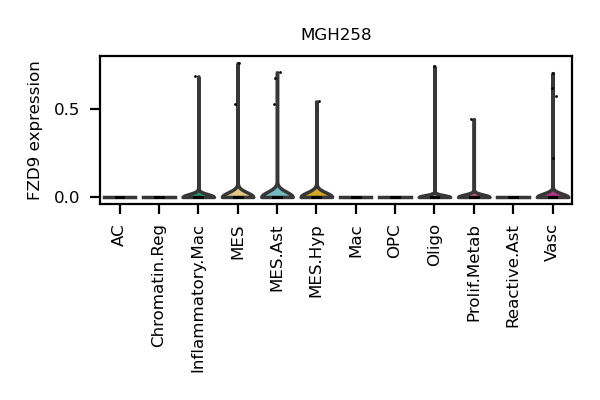 MGH258
FZD9 expression
0.5
0.0
AC
Chromatin.Reg
Inflammatory.Mac
MES
MES.Ast
MES.Hyp
Mac
OPC
Oligo
Prolif.Metab
Reactive.Ast
Vasc